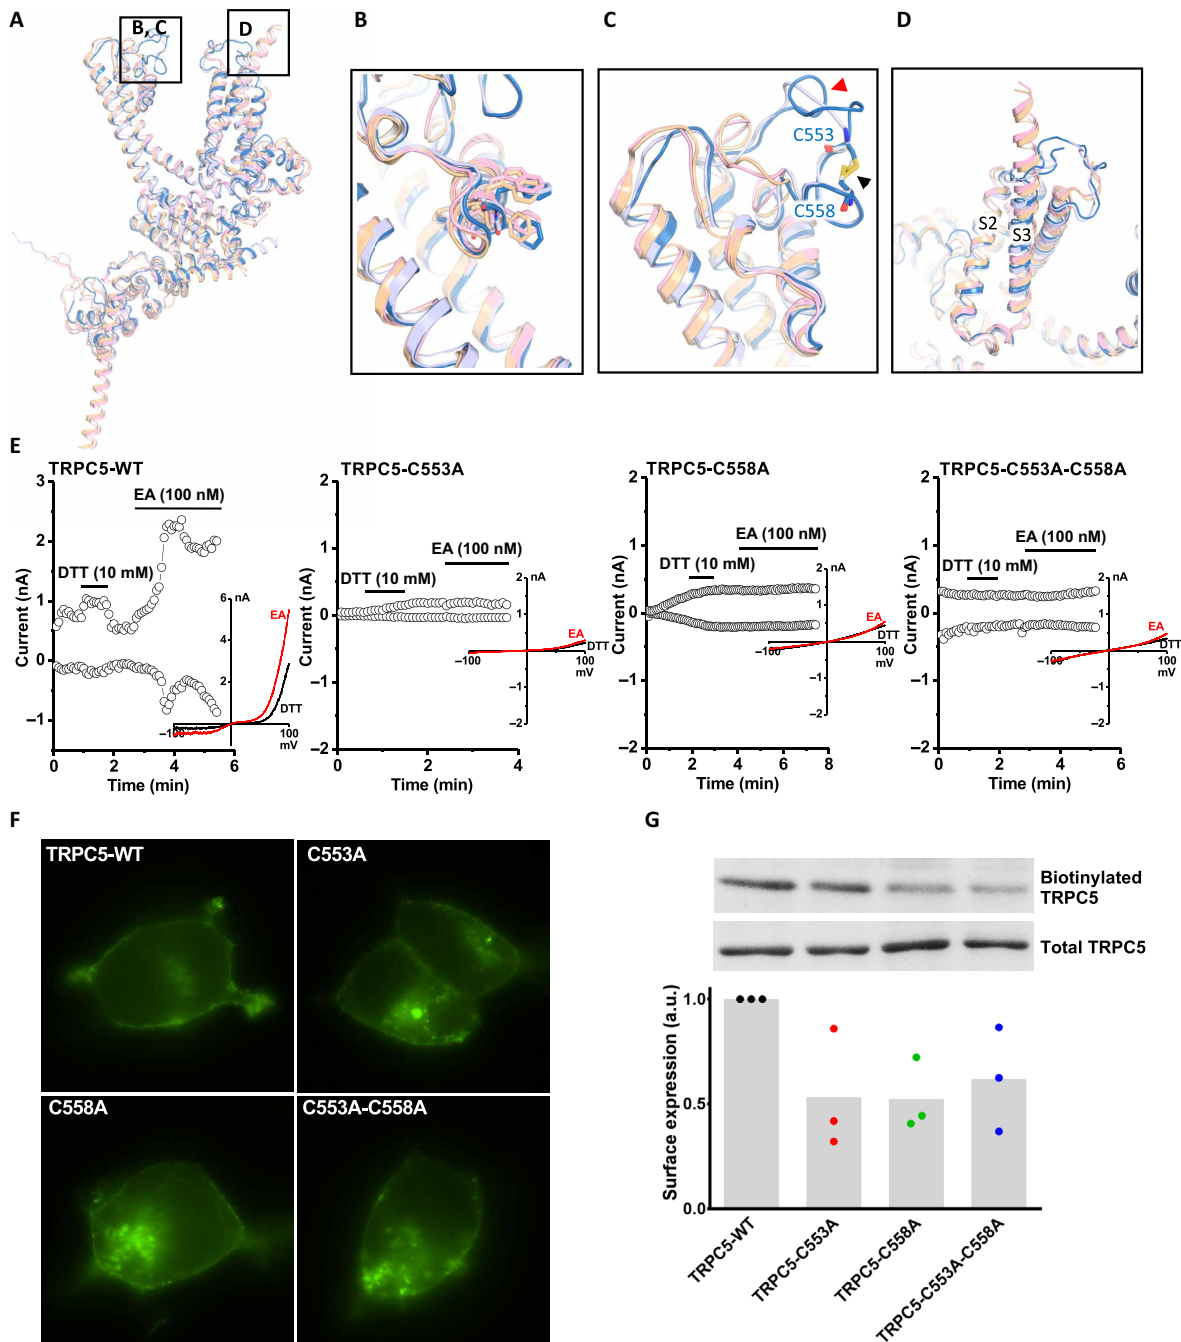 A
B, C
D
B
C
C553
C558
D
S2
S3
E
TRPC5-WT
Current (nA)
3
2
1
0
−1
EA (100 nM)
DTT (10 mM)
6
4
2
EA
DTT
−100
100
mV
0
2
4
6
Time (min)
TRPC5-C553A
Current (nA)
2
1
0
−1
−2
EA (100 nM)
DTT (10 mM)
2
nA
1
EA
DTT
−100
100
mV
−1
−2
0
2
4
Time (min)
TRPC5-C558A
Current (nA)
2
1
0
−1
−2
EA (100 nM)
DTT (10 mM)
2
nA
1
EA
DTT
−100
100
mV
−1
−2
0
2
4
6
8
Time (min)
TRPC5-C553A-C558A
Current (nA)
2
1
0
−1
−2
EA (100 nM)
DTT (10 mM)
2
nA
1
EA
DTT
−100
100
mV
−1
−2
0
2
4
6
Time (min)
F
TRPC5-WT
C553A
C558A
C553A-C558A
G
Biotinylated
TRPC5
Total TRPC5
Surface expression (a.u.)
1.0
0.5
0.0
TRPC5-WT
TRPC5-C553A
TRPC5-C558A
TRPC5-C553A-C558A